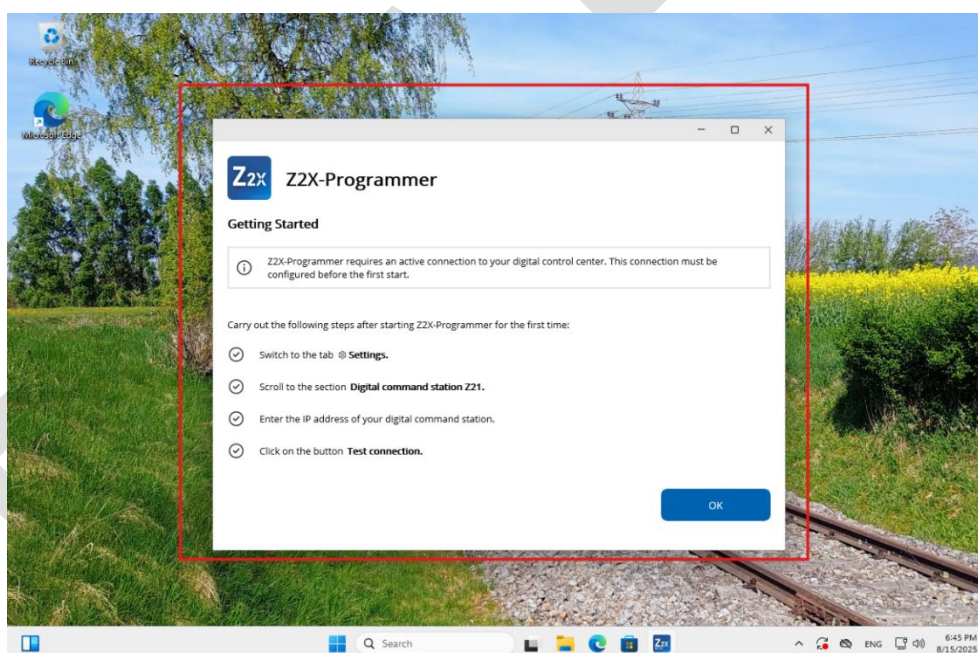 Recycle Bin
Microsoft Edge
Z2X
Z2X-Programmer
Getting Started
Z2X-Programmer requires an active connection to your digital control center. This connection must be
configured before the first start.
Carry out the following steps after starting Z2X-Programmer for the first time:
Switch to the tab Settings.
Scroll to the section Digital command station Z21.
Enter the IP address of your digital command station.
Click on the button Test connection.
OK
Search
Z2X
ENG
6:45 PM